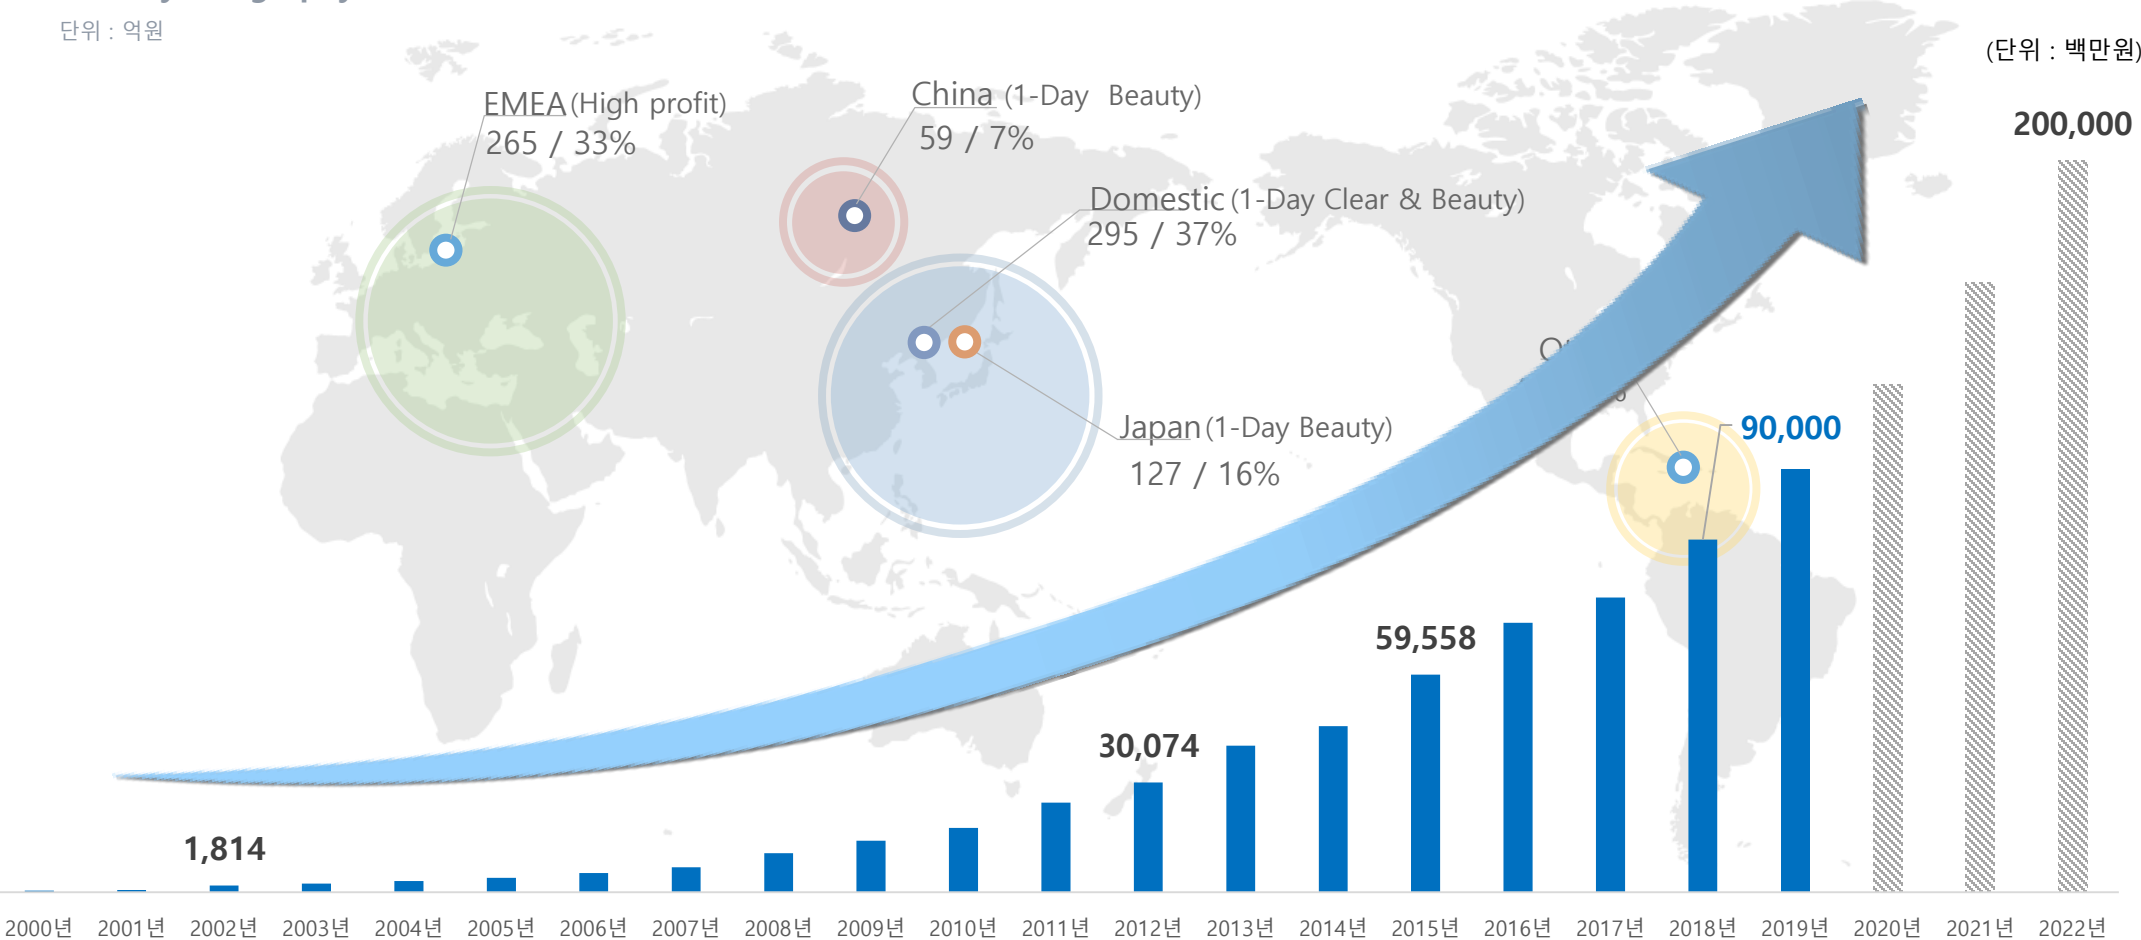 단위 : 억원
(단위 : 백만원)
EMEA (High profit)
265 / 33%
China (1-Day Beauty)
59 / 7%
Domestic (1-Day Clear & Beauty)
295 / 37%
Japan (1-Day Beauty)
127 / 16%
200,000
90,000
59,558
30,074
1,814
2000년 2001년 2002년 2003년 2004년 2005년 2006년 2007년 2008년 2009년 2010년 2011년 2012년 2013년 2014년 2015년 2016년 2017년 2018년 2019년 2020년 2021년 2022년